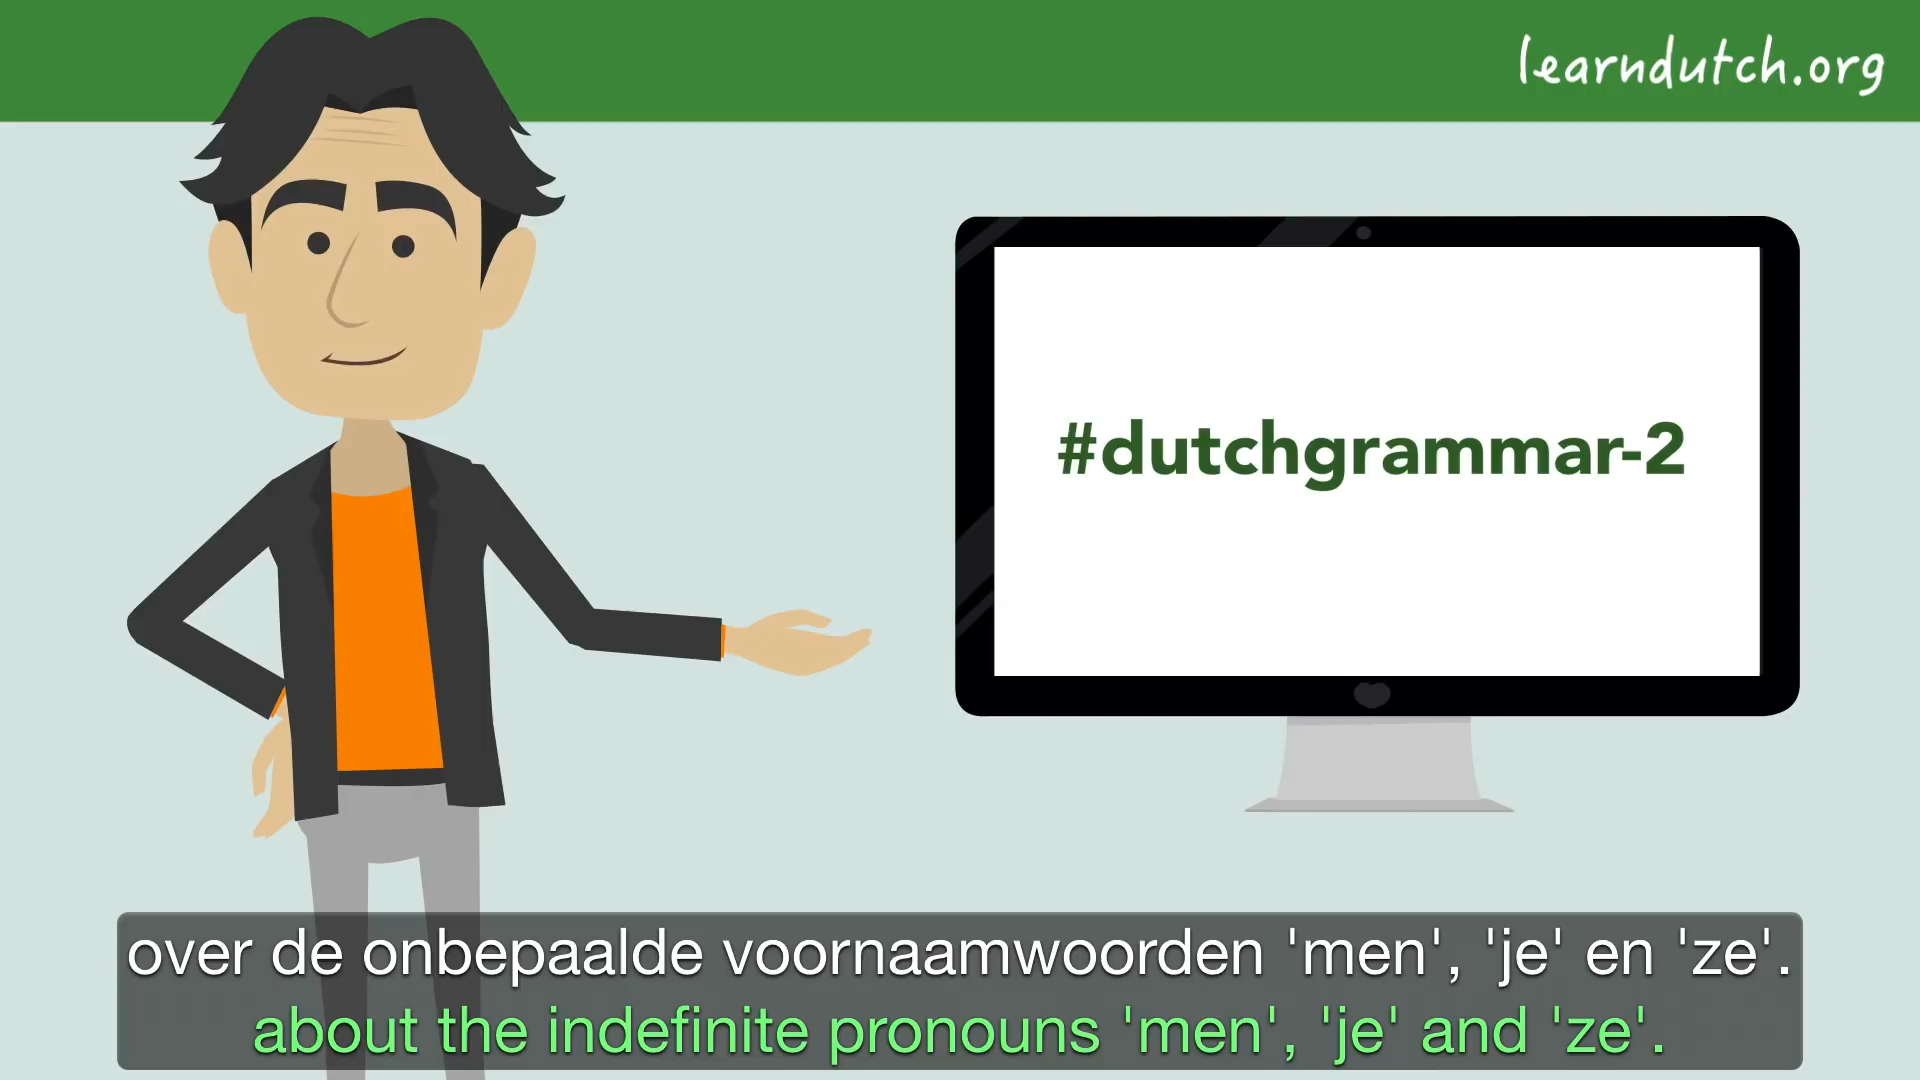 learndutch.org
#dutchgrammar-2
over de onbepaalde voornaamwoorden 'men', 'je' en 'ze'.
about the indefinite pronouns 'men', 'je' and 'ze'.